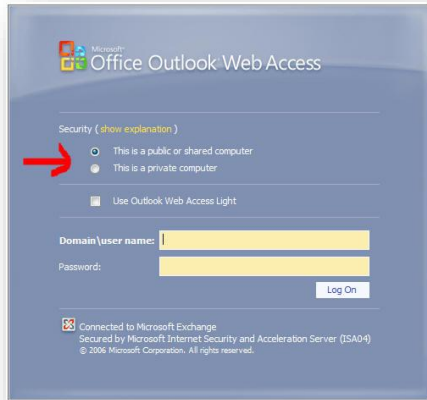 Microsoft
Office Outlook Web Access
Security ( show explanation )
This is a public or shared computer
This is a private computer
Use Outlook Web Access Light
Domain\user name:
Password:
Log On
Connected to Microsoft Exchange
Secured by Microsoft Internet Security and Acceleration Server (ISA04)
© 2006 Microsoft Corporation. All rights reserved.